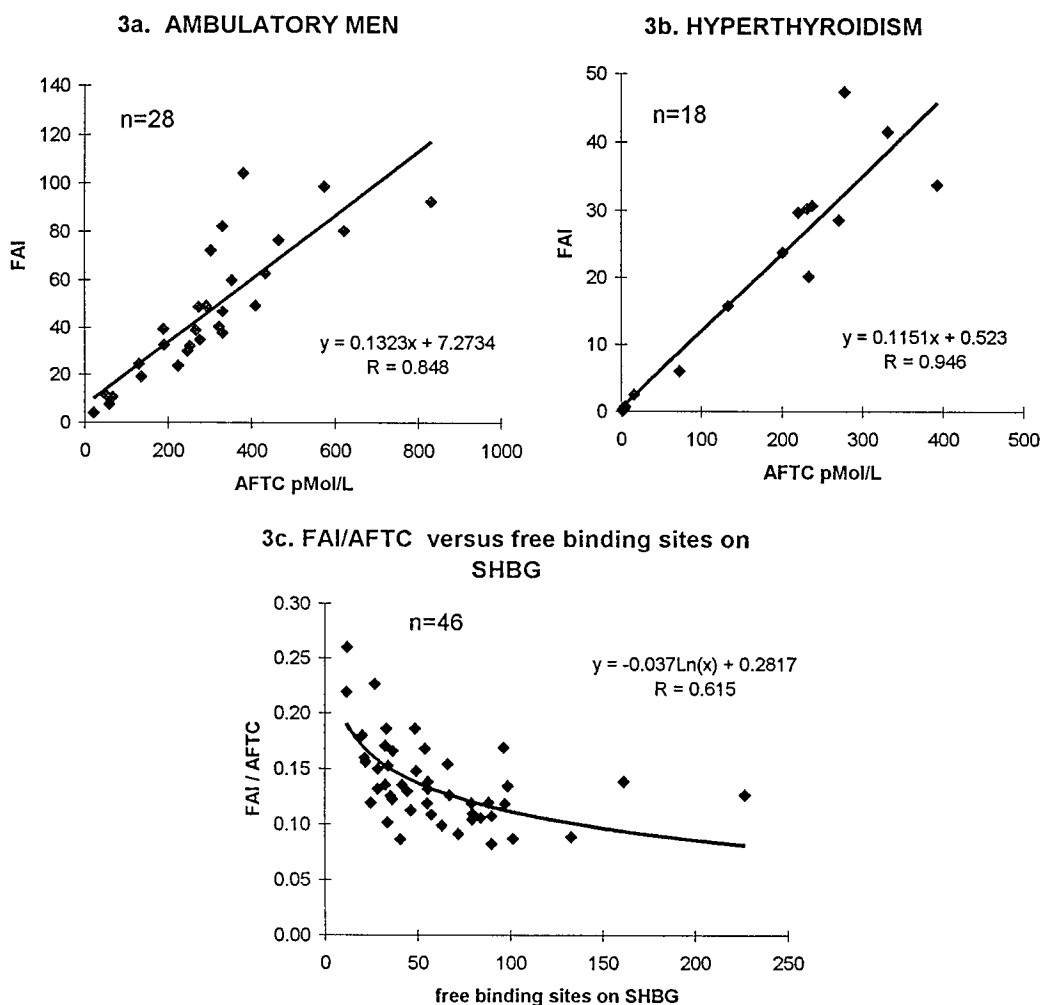 3a. AMBULATORY MEN
140
120
100
80
60
40
20
0
FAI
n=28
y = 0.1323x + 7.2734
R = 0.848
0 200 400 600 800 1000
AFTC pMol/L
3b. HYPERTHYROIDISM
50
40
30
20
10
0
FAI
n=18
y = 0.1151x + 0.523
R = 0.946
0 100 200 300 400 500
AFTC pMol/L
3c. FAI/AFTC versus free binding sites on
SHBG
0.30
0.25
0.20
0.15
0.10
0.05
0.00
FAI / AFTC
n=46
y = -0.037Ln(x) + 0.2817
R = 0.615
0 50 100 150 200 250
free binding sites on SHBG